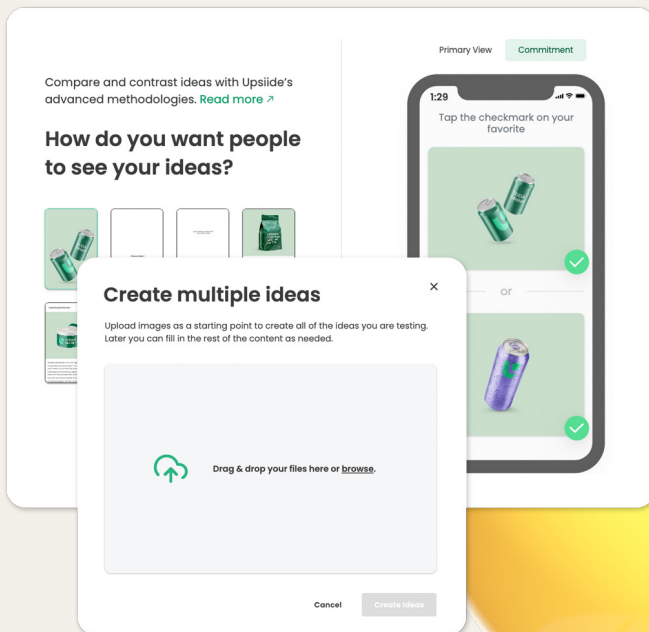 Primary View
Commitment
Compare and contrast ideas with Upsiide's
advanced methodologies. Read more ↗
How do you want people
to see your ideas?
1:29
Tap the checkmark on your
favorite
or
Create multiple ideas
Upload images as a starting point to create all of the ideas you are testing.
Later you can fill in the rest of the content as needed.
Drag & drop your files here or browse.
Cancel
Create Ideas